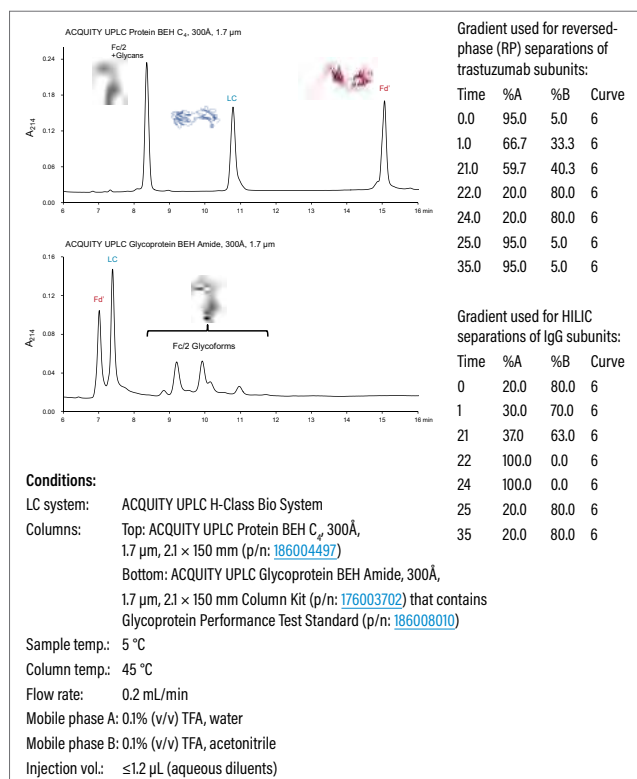 ACQUITY UPLC Protein BEH C4, 300Å, 1.7 µm
Fc/2
+Glycans
LC
Fd'
0.24
0.18
0.12
0.06
0.00
A214
6 7 8 9 10 11 12 13 14 15 16 min
ACQUITY UPLC Glycoprotein BEH Amide, 300Å, 1.7 µm
LC
Fd'
Fc/2 Glycoforms
0.16
0.12
0.08
0.04
0.00
A214
6 7 8 9 10 11 12 13 14 15 16 min
Gradient used for reversed-
phase (RP) separations of
trastuzumab subunits:
Time %A %B Curve
0.0 95.0 5.0 6
1.0 66.7 33.3 6
21.0 59.7 40.3 6
22.0 20.0 80.0 6
24.0 20.0 80.0 6
25.0 95.0 5.0 6
35.0 95.0 5.0 6
Gradient used for HILIC
separations of IgG subunits:
Time %A %B Curve
0 20.0 80.0 6
1 30.0 70.0 6
21 37.0 63.0 6
22 100.0 0.0 6
24 100.0 0.0 6
25 20.0 80.0 6
35 20.0 80.0 6
Conditions:
LC system: ACQUITY UPLC H-Class Bio System
Columns: Top: ACQUITY UPLC Protein BEH C4, 300Å,
1.7 µm, 2.1 × 150 mm (p/n: 186004497)
Bottom: ACQUITY UPLC Glycoprotein BEH Amide, 300Å,
1.7 µm, 2.1 × 150 mm Column Kit (p/n: 176003702) that contains
Glycoprotein Performance Test Standard (p/n: 186008010)
Sample temp.: 5 °C
Column temp.: 45 °C
Flow rate: 0.2 mL/min
Mobile phase A: 0.1% (v/v) TFA, water
Mobile phase B: 0.1% (v/v) TFA, acetonitrile
Injection vol.: ≤1.2 µL (aqueous diluents)